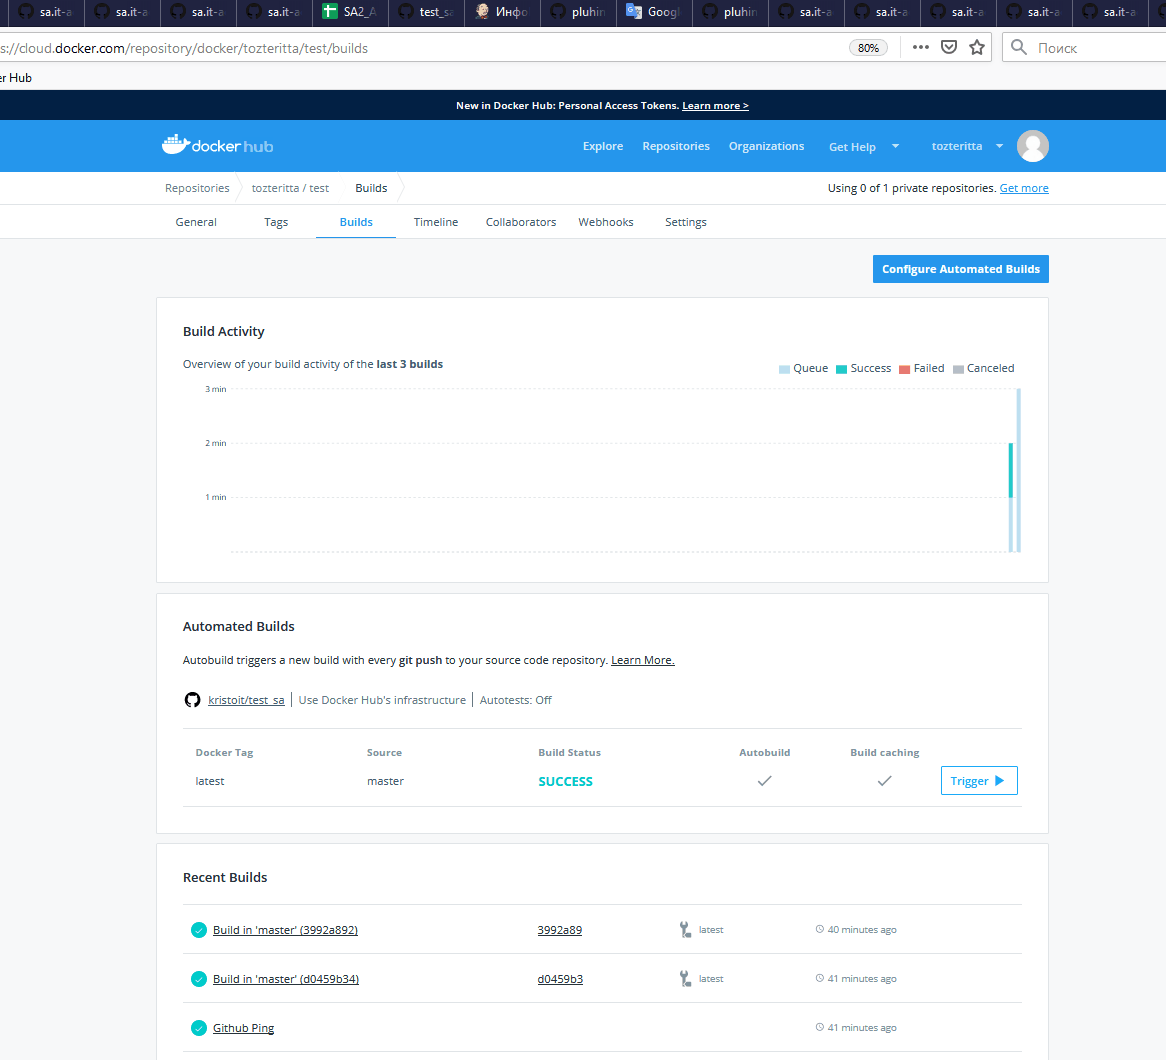 sa.it-a sa.it-a sa.it-a sa.it-a SA2_A test_sa Инфо pluhin Googl pluhin sa.it-a sa.it-a sa.it-a sa.it-a sa.it-a
s://cloud.docker.com/repository/docker/tozteritta/test/builds 80% Поиск
er Hub
New in Docker Hub: Personal Access Tokens. Learn more >
docker hub Explore Repositories Organizations Get Help tozteritta
Repositories tozteritta / test Builds Using 0 of 1 private repositories. Get more
General Tags Builds Timeline Collaborators Webhooks Settings
Configure Automated Builds
Build Activity
Overview of your build activity of the last 3 builds
Queue Success Failed Canceled
3 min
2 min
1 min
Automated Builds
Autobuild triggers a new build with every git push to your source code repository. Learn More.
kristoit/test_sa Use Docker Hub's infrastructure Autotests: Off
Docker Tag Source Build Status Autobuild Build caching
latest master SUCCESS Trigger
Recent Builds
Build in 'master' (3992a892) 3992a89 latest 40 minutes ago
Build in 'master' (d0459b34) d0459b3 latest 41 minutes ago
Github Ping 41 minutes ago